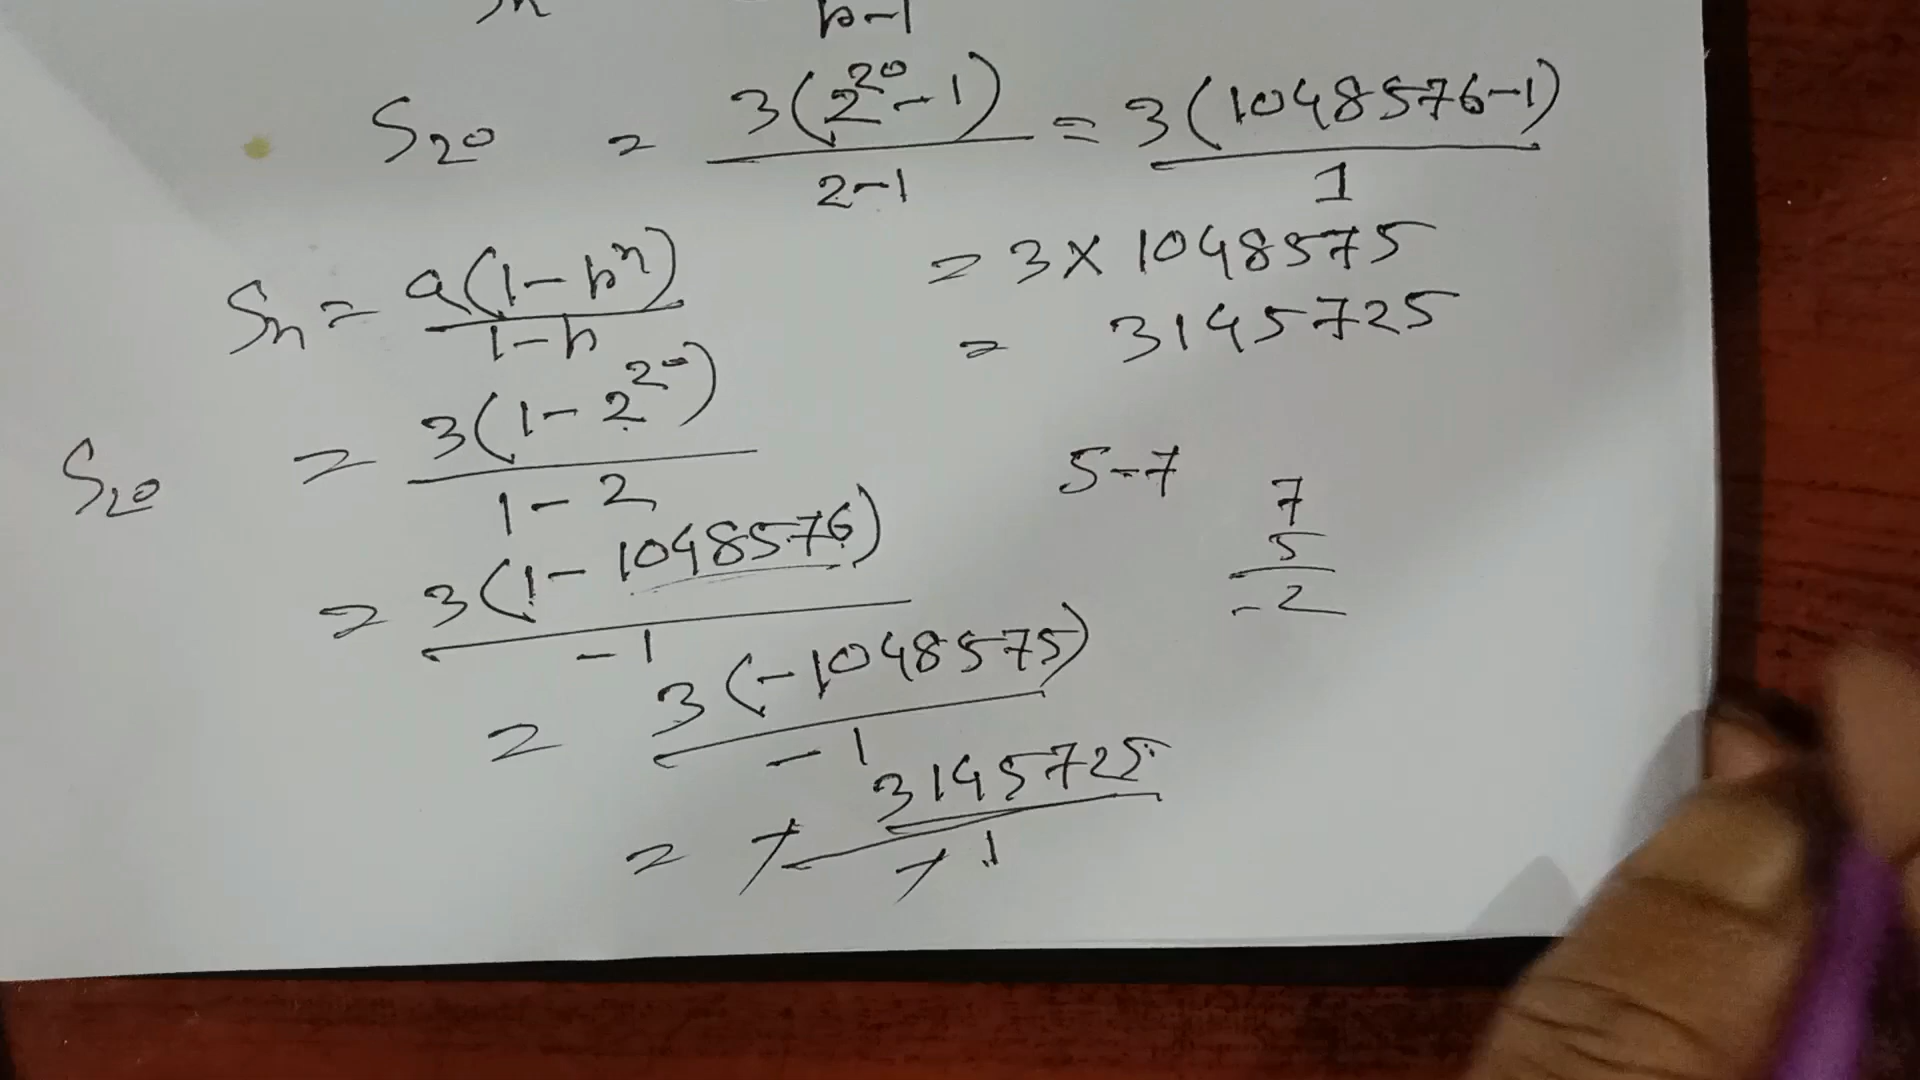 Sn r-1
S20 = 3(2^20-1)/2-1 = 3(1048576-1)/1
= 3 × 1048575
= 3145725
Sn = a(1-r^n)/1-r
S20 = 3(1-2^20)/1-2
= 3(1-1048576)/-1
= 3(-1048575)/-1
= -3145725/-1
5-7
7
5
-2